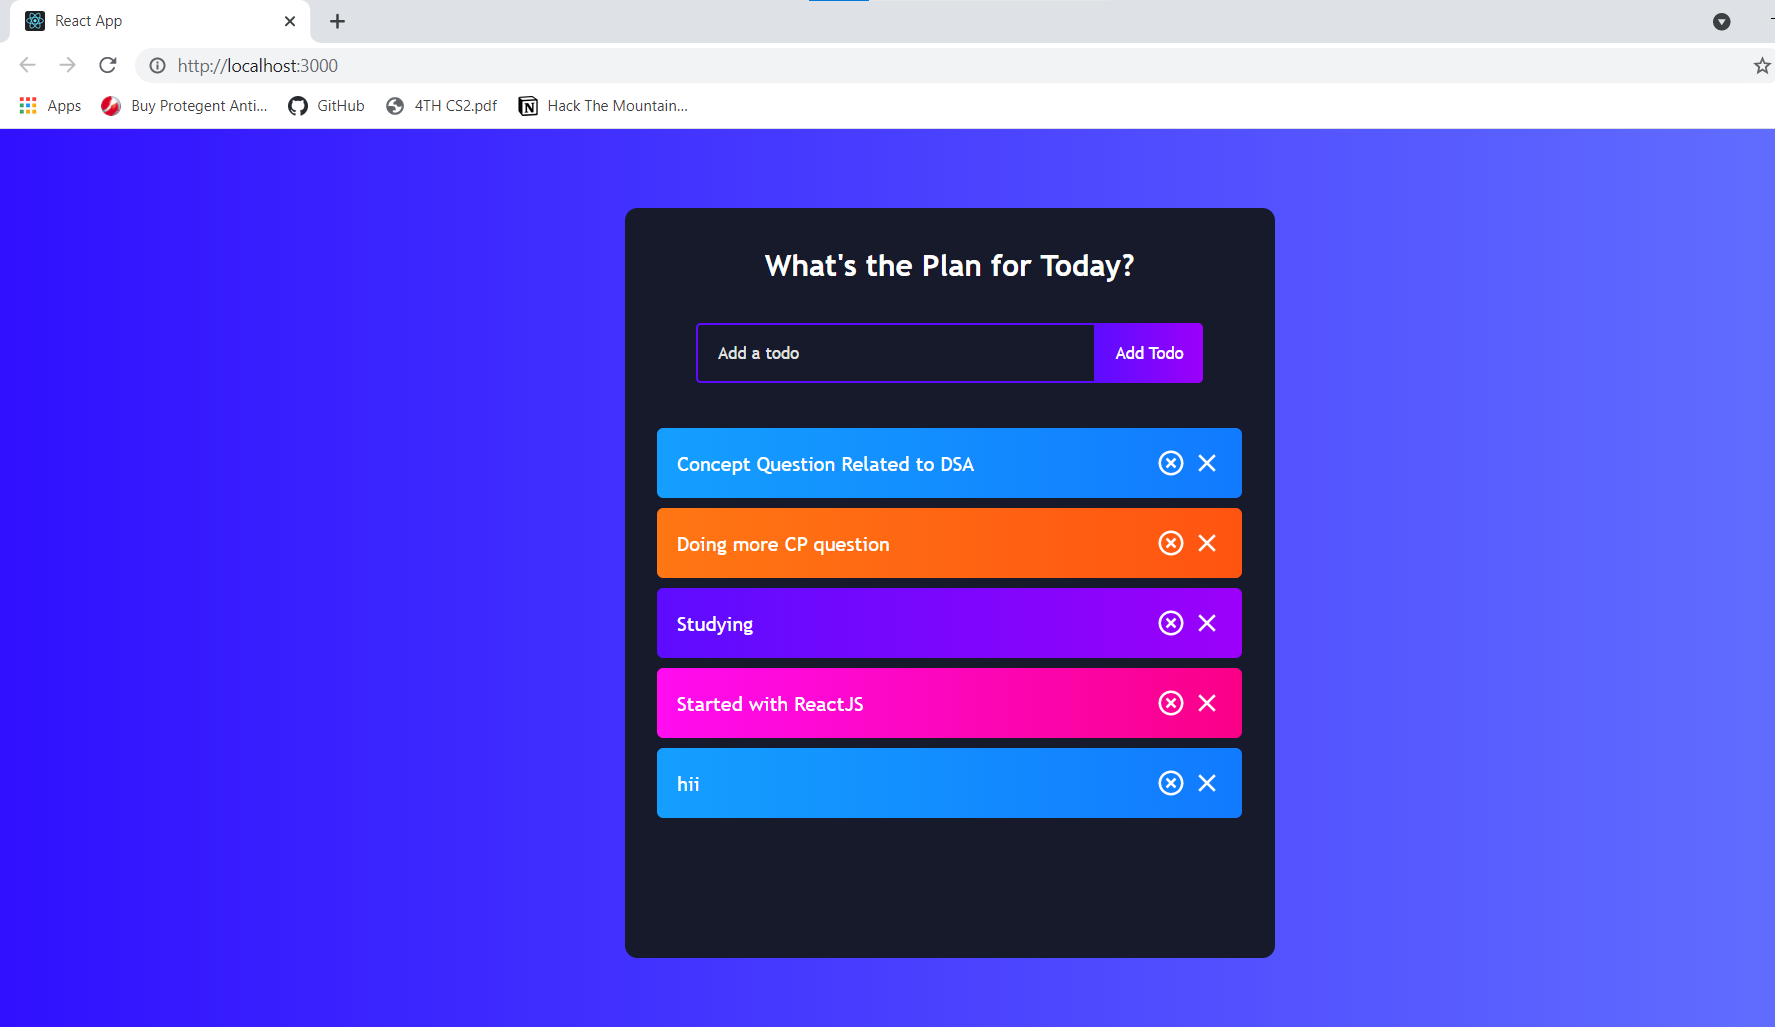 React App
http://localhost:3000
Apps Buy Protegent Anti... GitHub 4TH CS2.pdf Hack The Mountain...
What's the Plan for Today?
Add a todo Add Todo
Concept Question Related to DSA
Doing more CP question
Studying
Started with ReactJS
hii